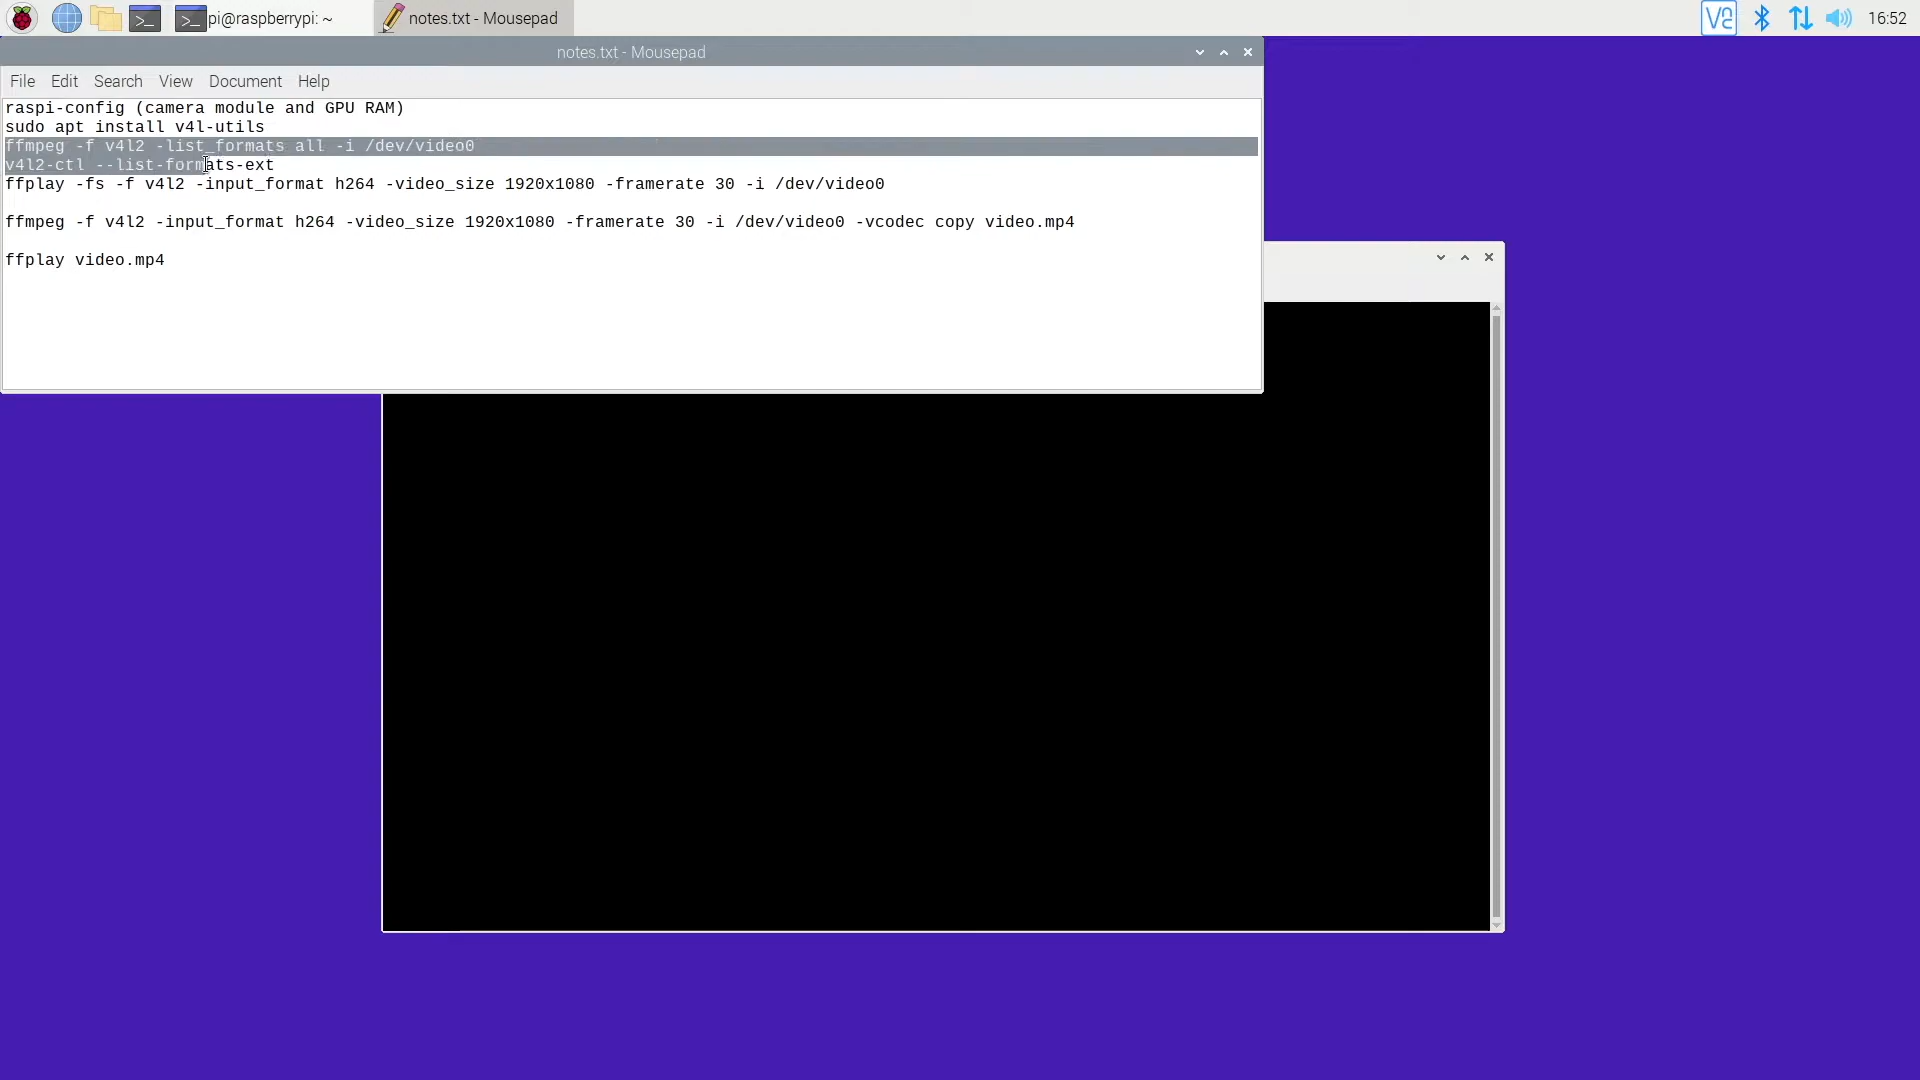 pi@raspberrypi: ~
notes.txt - Mousepad
16:52
notes.txt - Mousepad
File Edit Search View Document Help
raspi-config (camera module and GPU RAM)
sudo apt install v4l-utils
ffmpeg -f v4l2 -list_formats all -i /dev/video0
v4l2-ctl --list-formats-ext
ffplay -fs -f v4l2 -input_format h264 -video_size 1920x1080 -framerate 30 -i /dev/video0
ffmpeg -f v4l2 -input_format h264 -video_size 1920x1080 -framerate 30 -i /dev/video0 -vcodec copy video.mp4
ffplay video.mp4